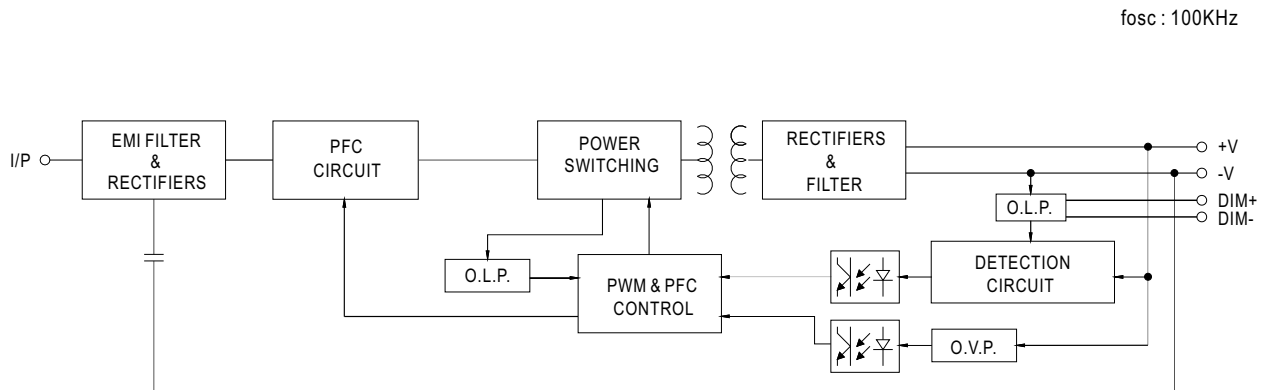 fosc : 100KHz
I/P
EMI FILTER
&
RECTIFIERS
PFC
CIRCUIT
POWER
SWITCHING
RECTIFIERS
&
FILTER
+V
-V
DIM+
DIM-
O.L.P.
O.L.P.
PWM & PFC
CONTROL
DETECTION
CIRCUIT
O.V.P.